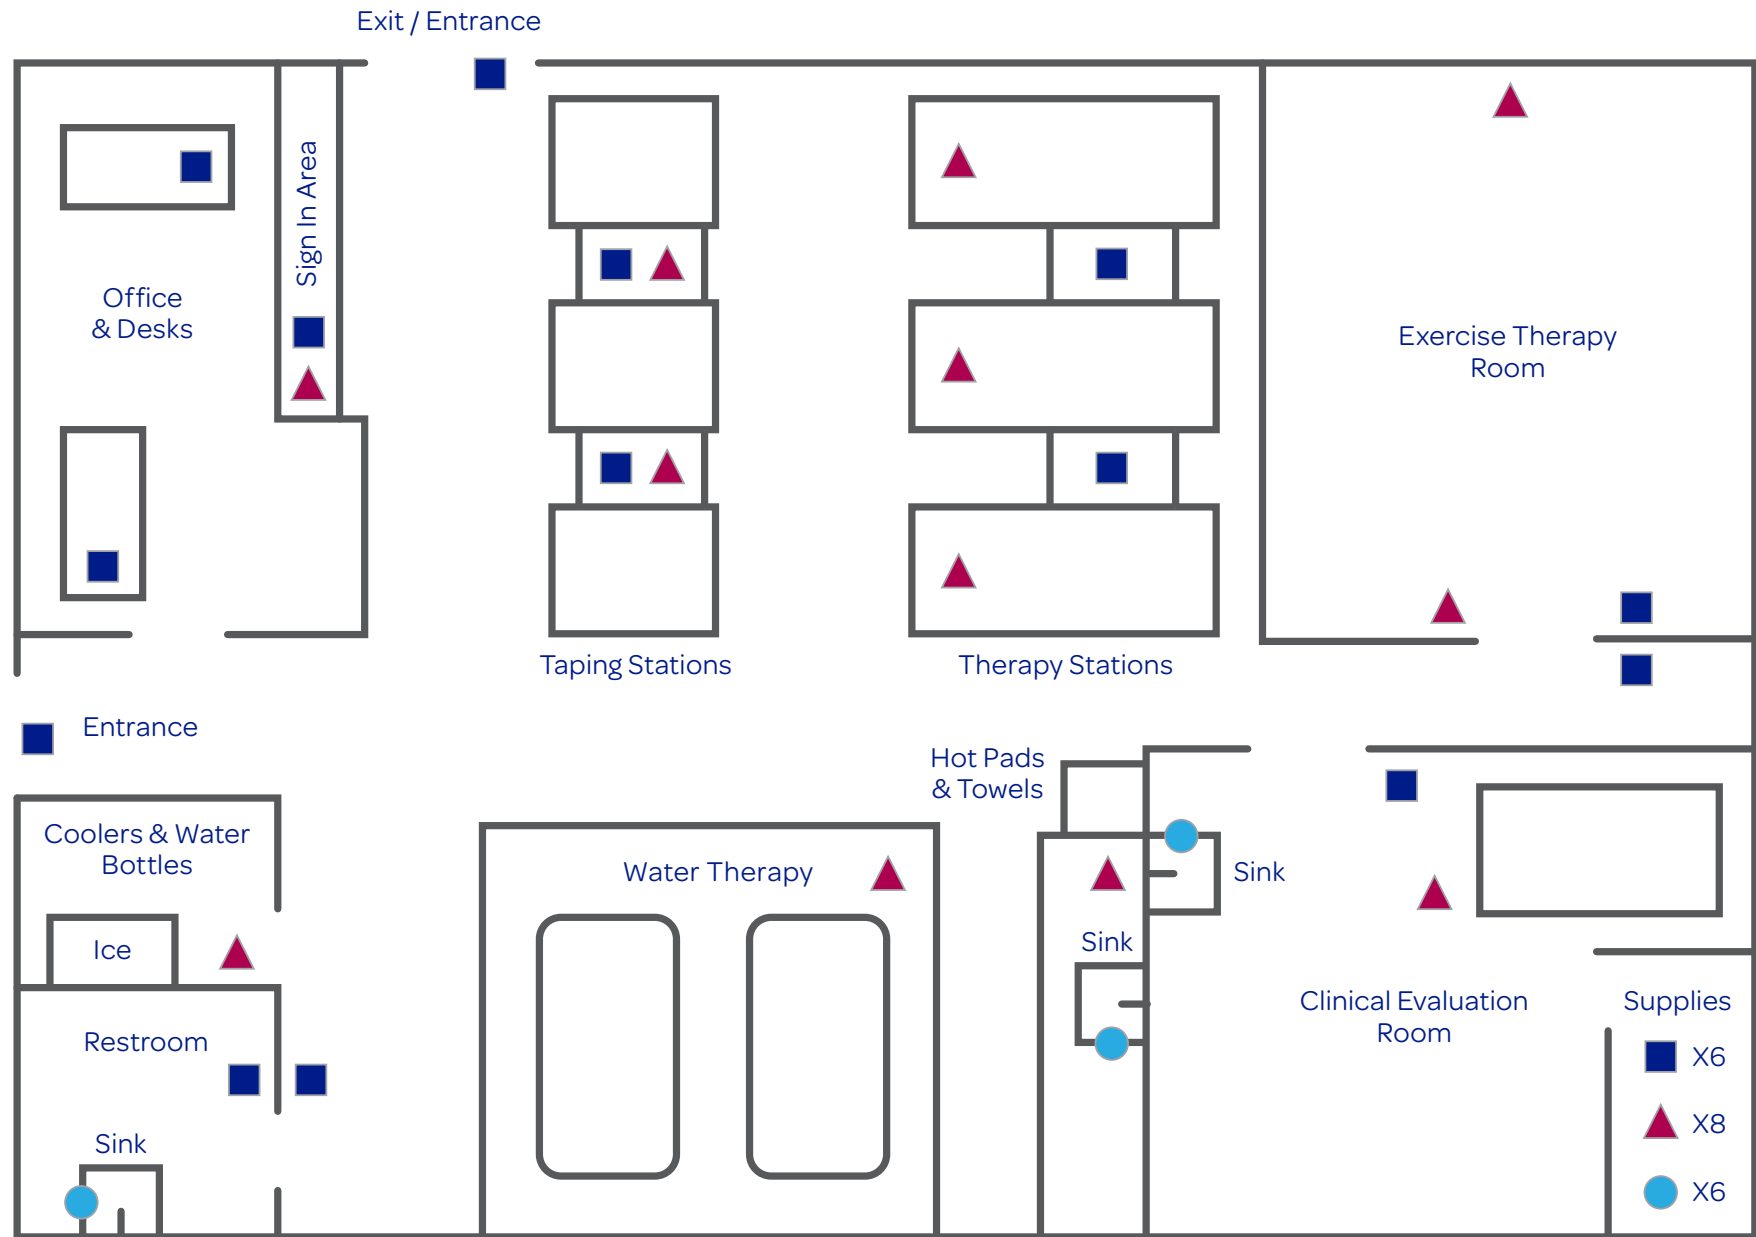 Exit / Entrance
Sign In Area
Office
& Desks
Exercise Therapy
Room
Taping Stations
Therapy Stations
Entrance
Hot Pads
& Towels
Coolers & Water
Bottles
Water Therapy
Sink
Ice
Sink
Clinical Evaluation
Room
Supplies
Restroom
X6
X8
Sink
X6